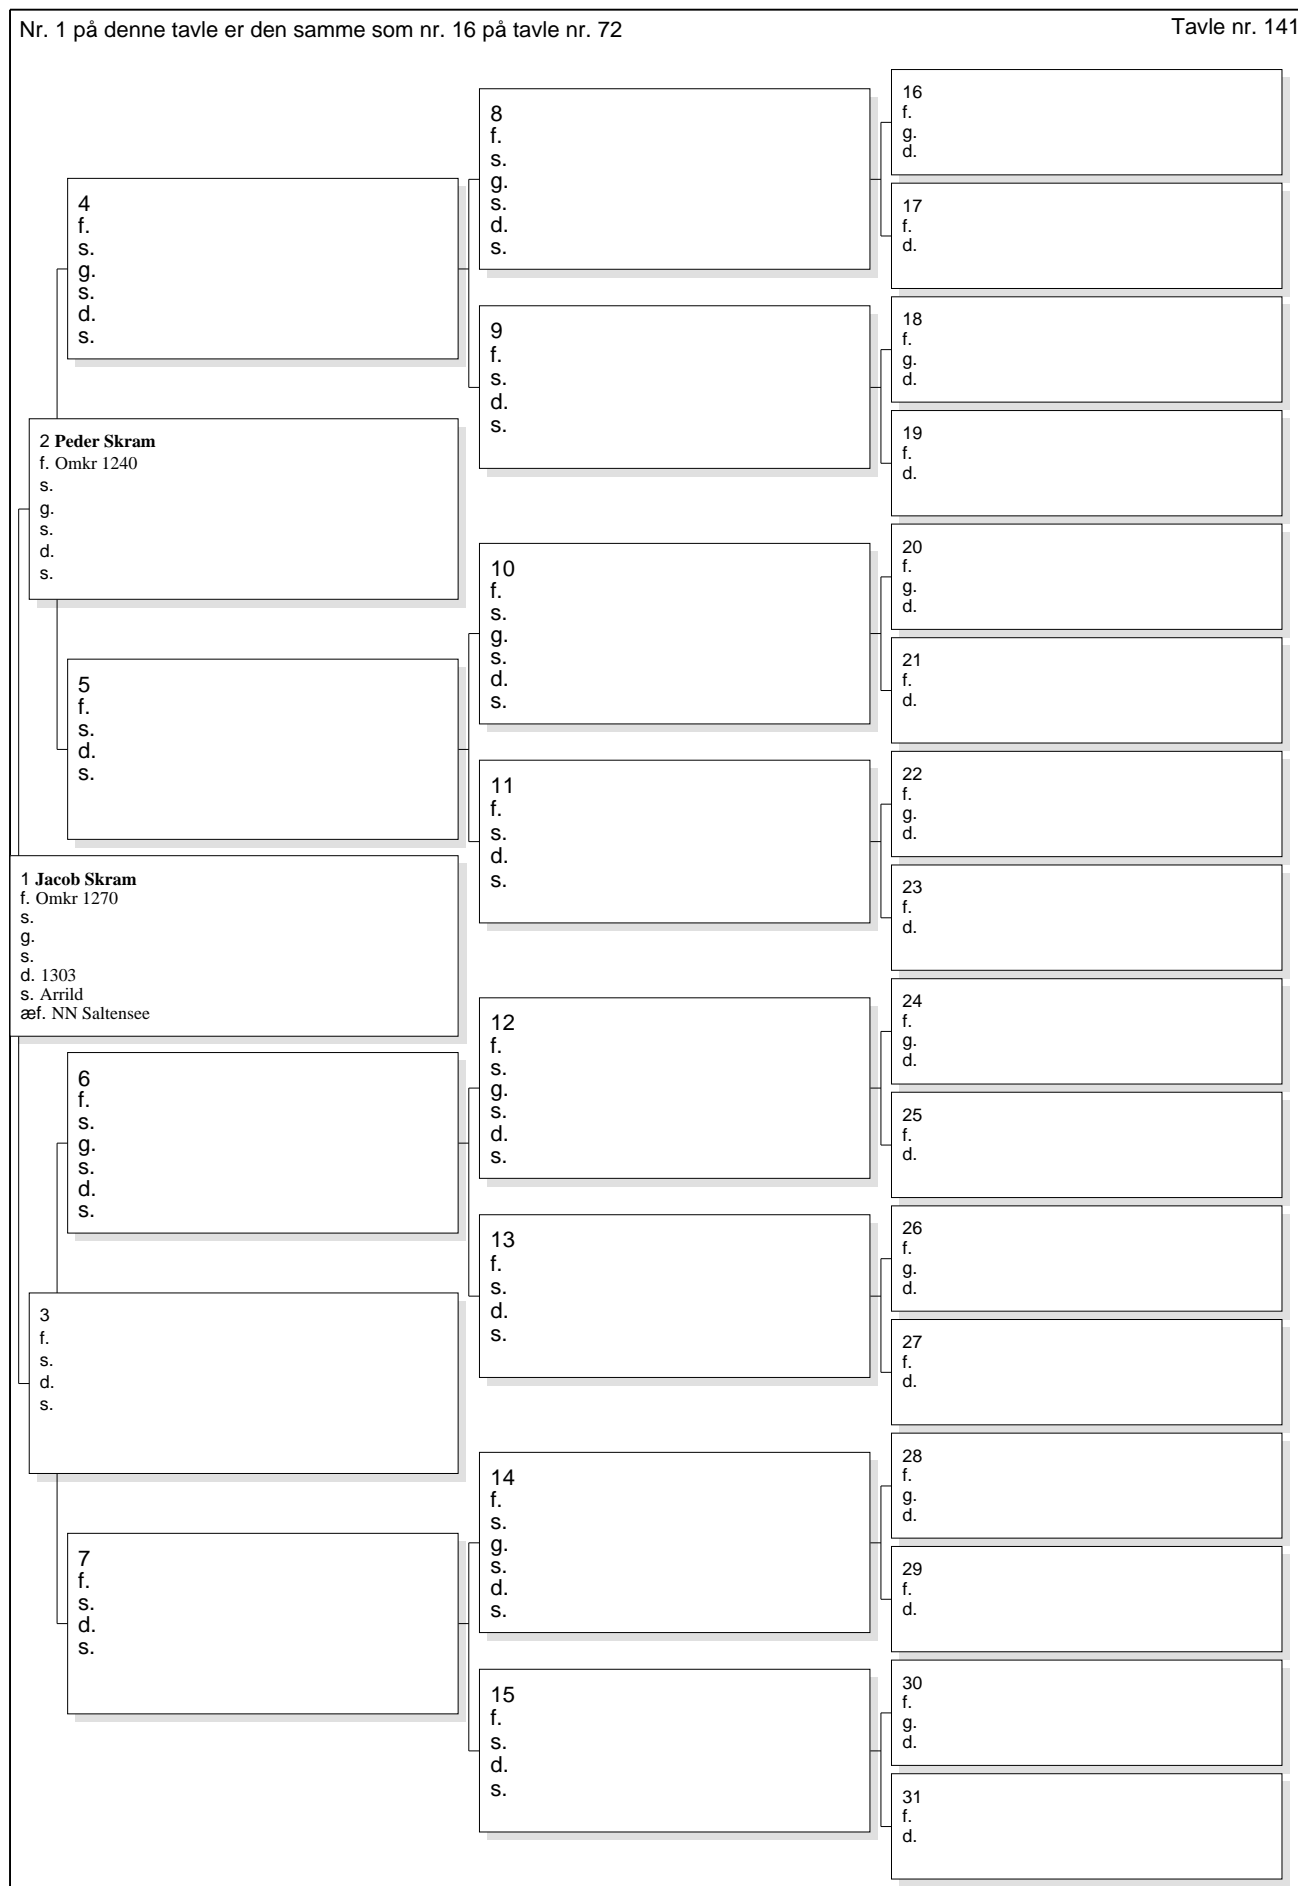 Nr. 1 på denne tavle er den samme som nr. 16 på tavle nr. 72
Tavle nr. 141
1 Jacob Skram
f. Omkr 1270
s.
g.
s.
d. 1303
s. Arrild
æf. NN Saltensee
2 Peder Skram
f. Omkr 1240
s.
g.
s.
d.
s.
3
f.
s.
d.
s.
4
f.
s.
g.
s.
d.
s.
5
f.
s.
d.
s.
6
f.
s.
g.
s.
d.
s.
7
f.
s.
d.
s.
8
f.
s.
g.
s.
d.
s.
9
f.
s.
d.
s.
10
f.
s.
g.
s.
d.
s.
11
f.
s.
d.
s.
12
f.
s.
g.
s.
d.
s.
13
f.
s.
d.
s.
14
f.
s.
g.
s.
d.
s.
15
f.
s.
d.
s.
16
f.
g.
d.
17
f.
d.
18
f.
g.
d.
19
f.
d.
20
f.
g.
d.
21
f.
d.
22
f.
g.
d.
23
f.
d.
24
f.
g.
d.
25
f.
d.
26
f.
g.
d.
27
f.
d.
28
f.
g.
d.
29
f.
d.
30
f.
g.
d.
31
f.
d.